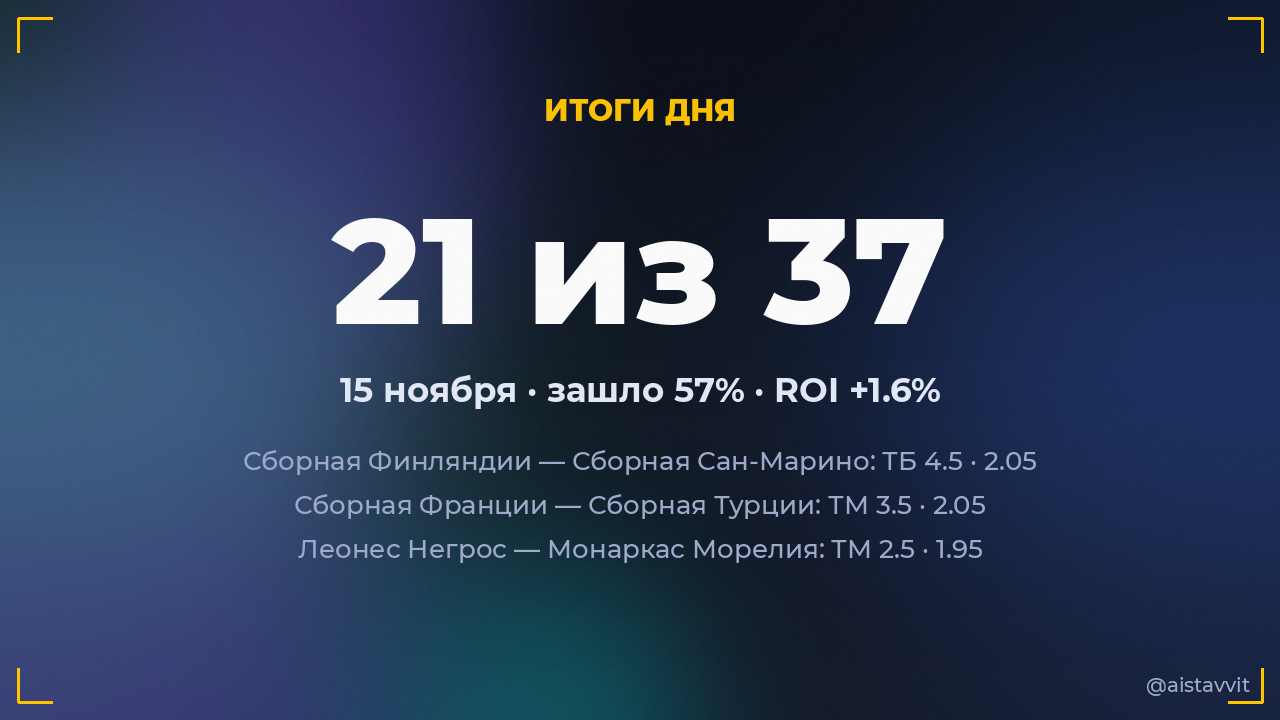 ИТОГИ ДНЯ
21 из 37
15 ноября · зашло 57% · ROI +1.6%
Сборная Финляндии — Сборная Сан-Марино: ТБ 4.5 · 2.05
Сборная Франции — Сборная Турции: ТМ 3.5 · 2.05
Леонес Негрос — Монаркас Морелия: ТМ 2.5 · 1.95
@aistavvit